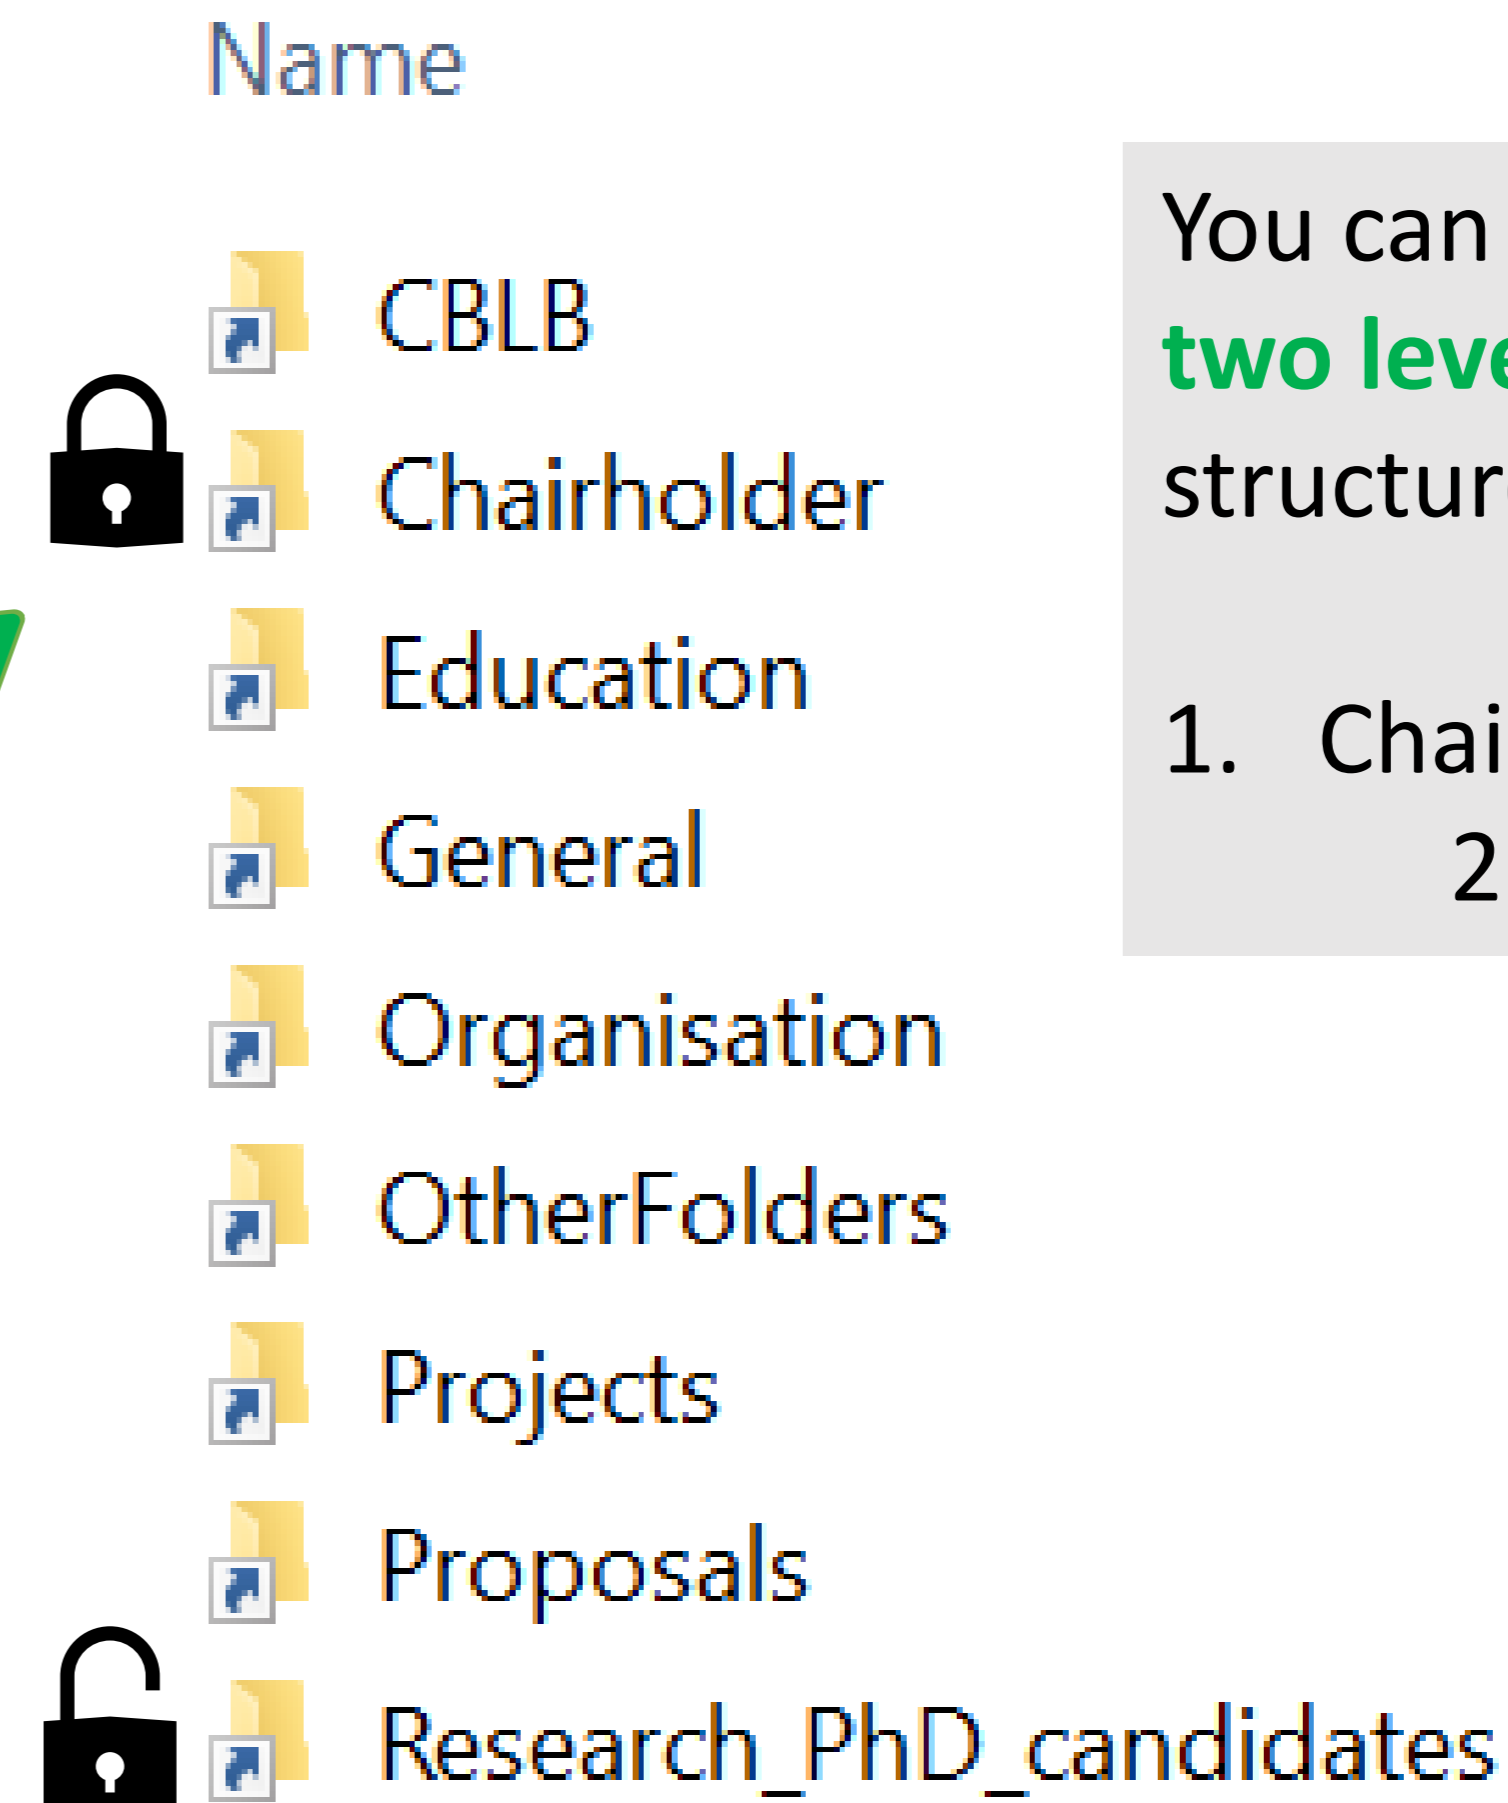 Name
CBLB
Chairholder
Education
General
Organisation
OtherFolders
Projects
Proposals
Research_PhD_candidates
You can
two leve
structur
1. Chai
2